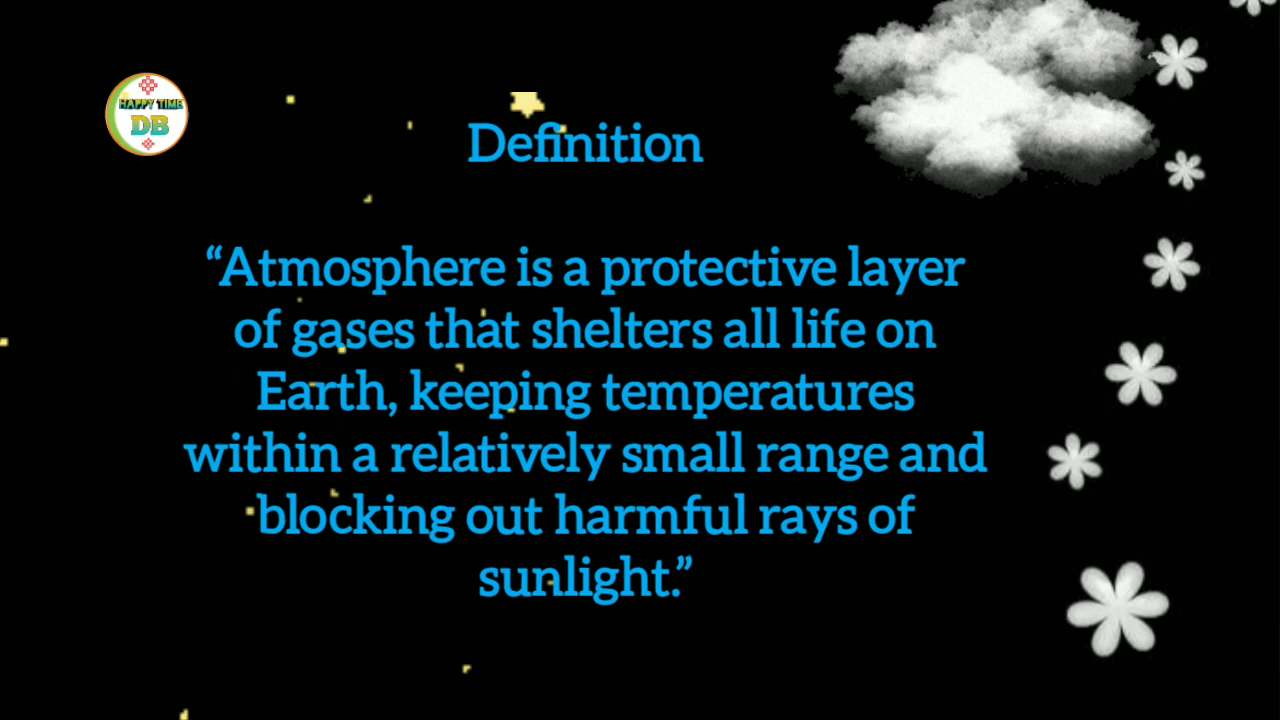 HAPPY TIME
DB
Definition
“Atmosphere is a protective layer
of gases that shelters all life on
Earth, keeping temperatures
within a relatively small range and
blocking out harmful rays of
sunlight.”